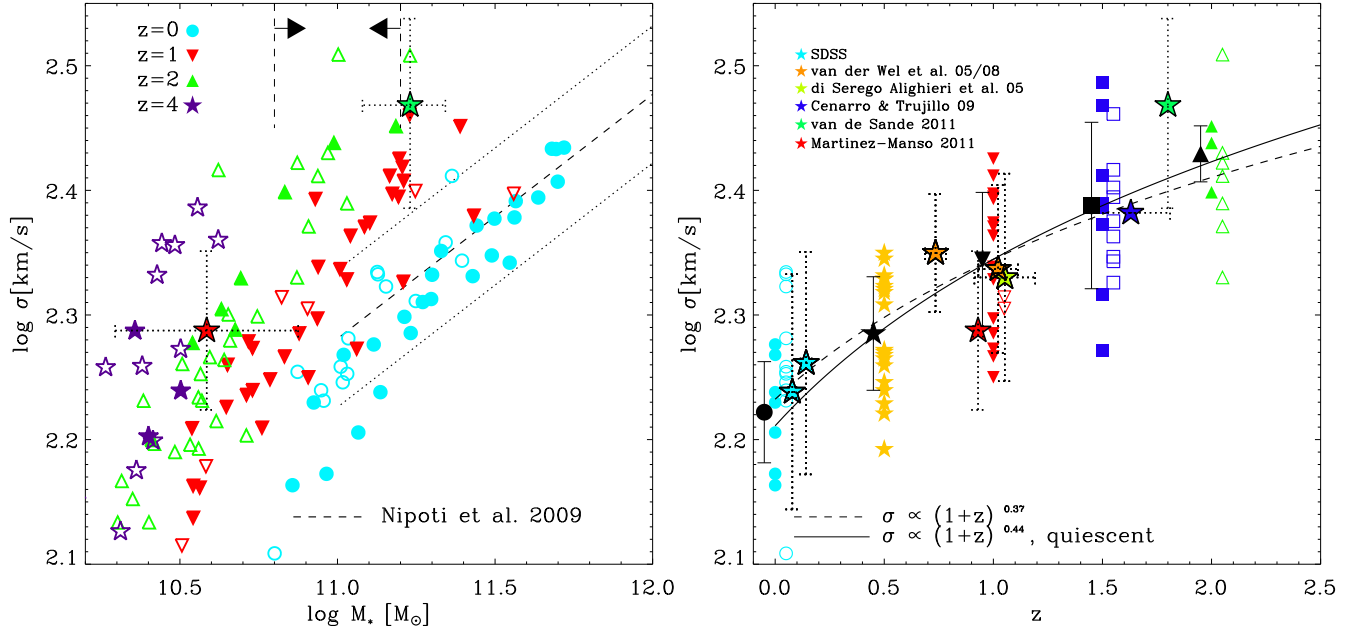 z=0
z=1
z=2
z=4
Nipoti et al. 2009
2.5
2.4
2.3
2.2
2.1
log σ[km/s]
10.5
11.0
11.5
12.0
log M* [M⊙]
SDSS
van der Wel et al. 05/08
di Serego Alighieri et al. 05
Cenarro & Trujillo 09
van de Sande 2011
Martinez-Manso 2011
σ ∝ (1+z) 0.37
σ ∝ (1+z) 0.44 , quiescent
2.5
2.4
2.3
2.2
2.1
log σ[km/s]
0.0
0.5
1.0
1.5
2.0
2.5
z